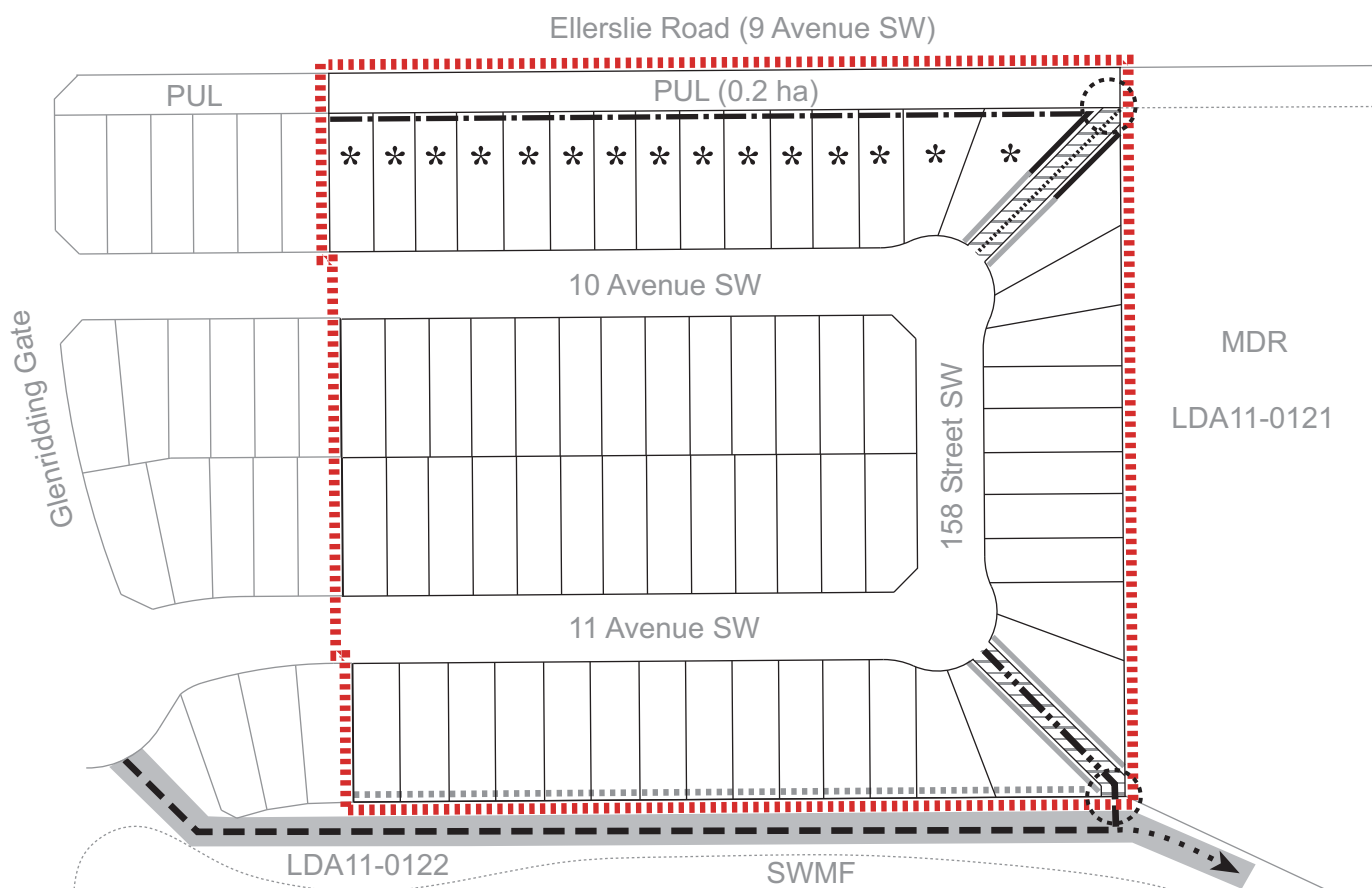 Ellerslie Road (9 Avenue SW)
PUL
PUL (0.2 ha)
* * * * * * * * * * * * * * *
10 Avenue SW
Glenridding Gate
158 Street SW
MDR
LDA11-0121
11 Avenue SW
LDA11-0122
SWMF